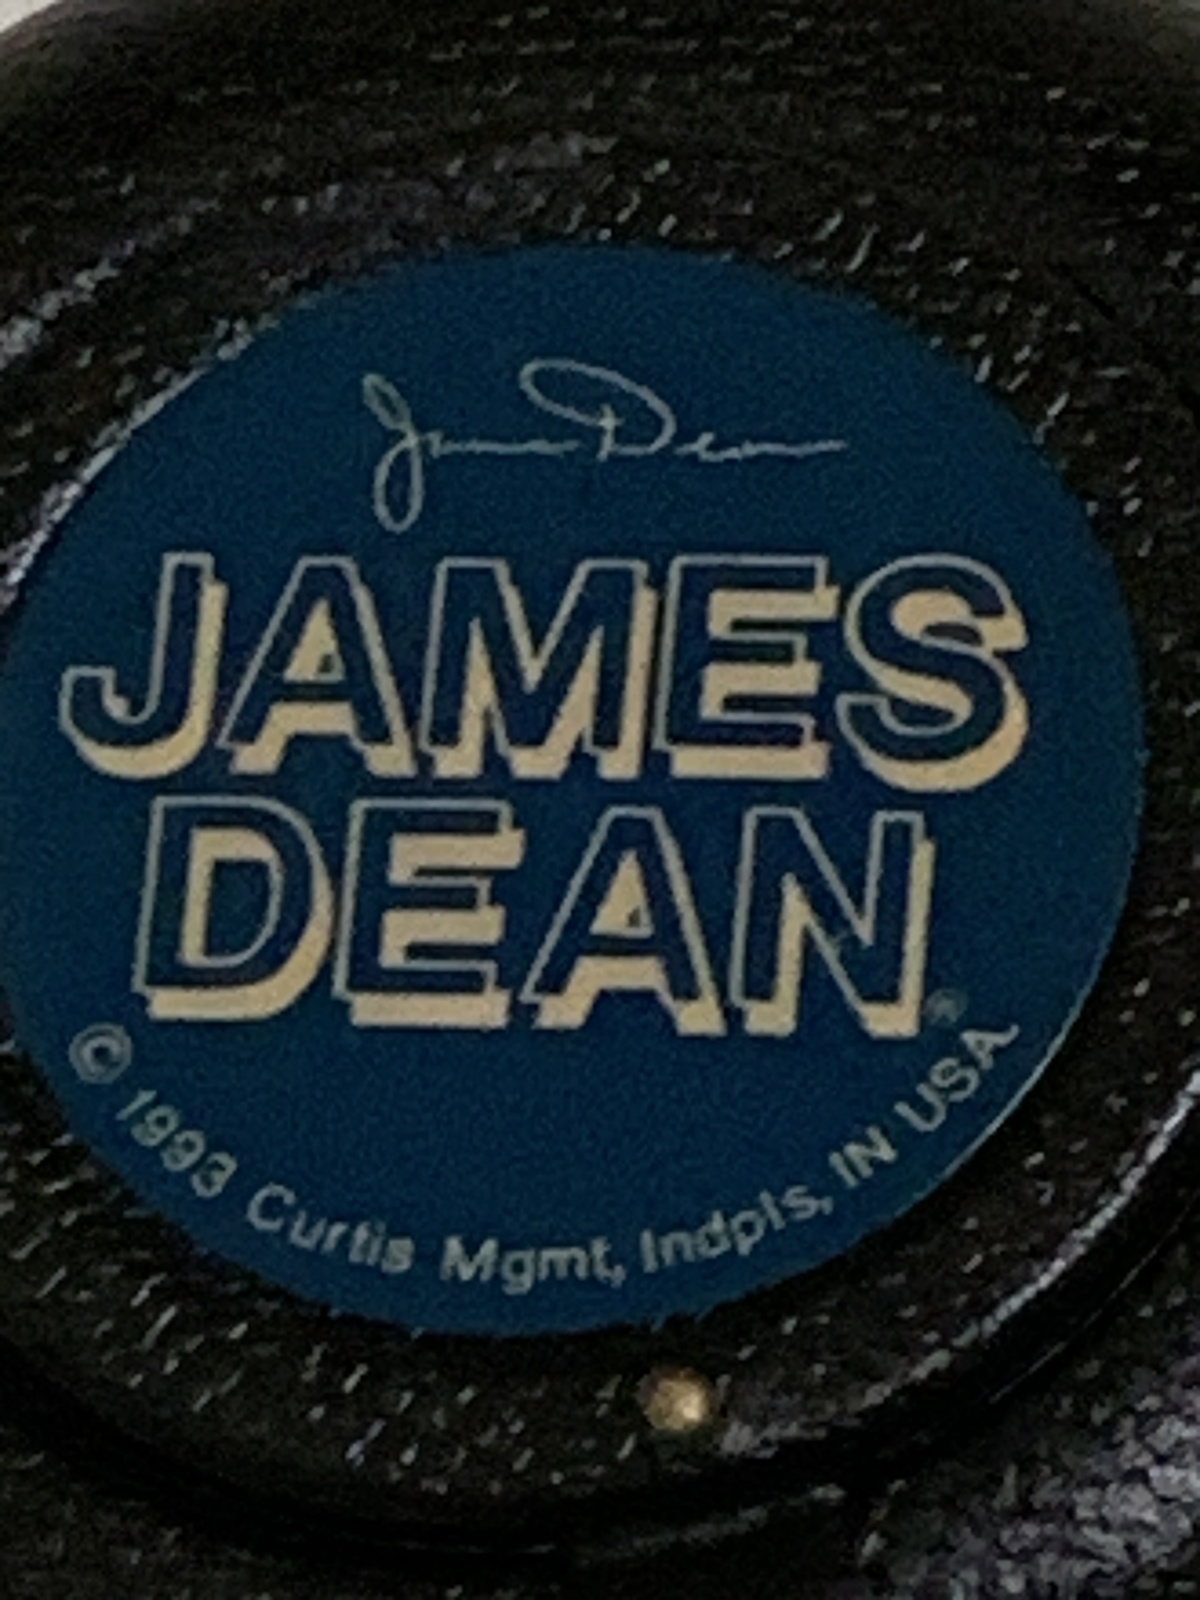 James Dean
JAMES
DEAN®
© 1993 Curtis Mgmt, Indpls, IN USA